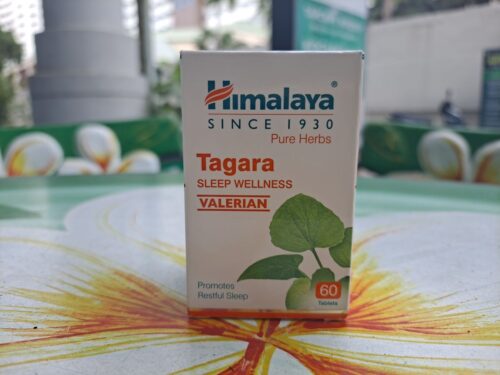 Himalaya®
SINCE 1930
Pure Herbs
Tagara
SLEEP WELLNESS
VALERIAN
Promotes
Restful Sleep
60
Tablets